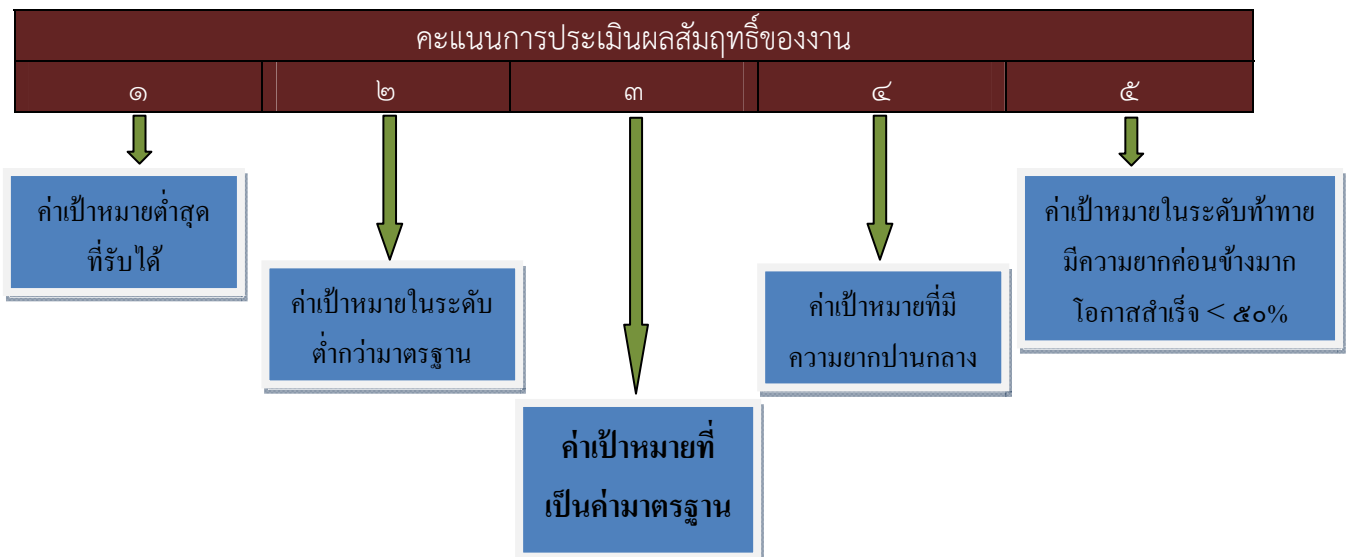 คะแนนการประเมินผลสัมฤทธิ์ของงาน
๑ ๒ ๓ ๔ ๕
ค่าเป้าหมายต่ำสุด
ที่รับได้
ค่าเป้าหมายในระดับ
ต่ำกว่ามาตรฐาน
ค่าเป้าหมายที่
เป็นค่ามาตรฐาน
ค่าเป้าหมายที่มี
ความยากปานกลาง
ค่าเป้าหมายในระดับท้าทาย
มีความยากค่อนข้างมาก
โอกาสสำเร็จ < ๕๐%